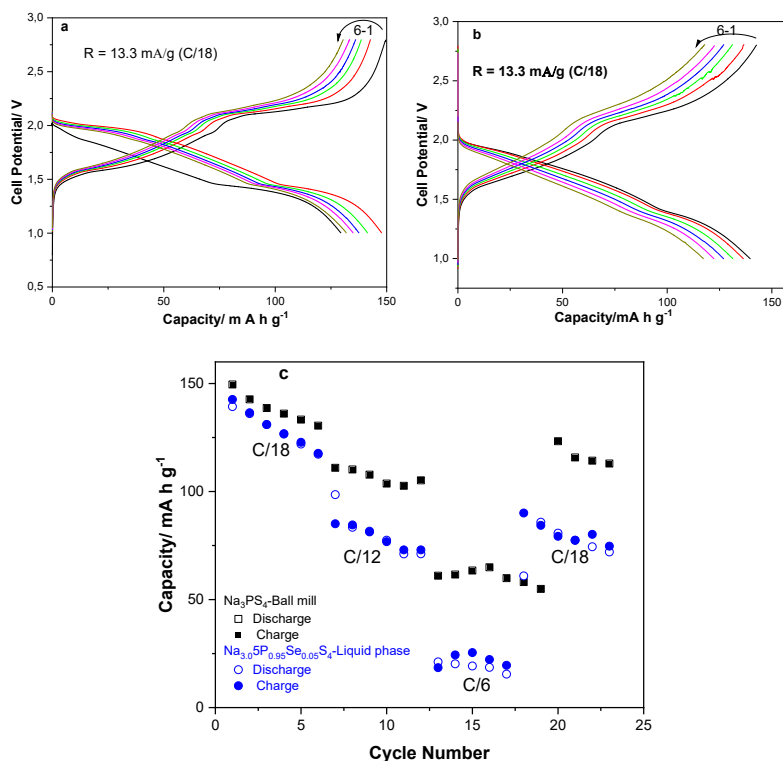 a
6-1
R = 13.3 mA/g (C/18)
Cell Potential/ V
3,0
2,5
2,0
1,5
1,0
0,5
0
50
100
150
Capacity/ m A h g⁻¹
b
6-1
R = 13.3 mA/g (C/18)
Cell Potential/ V
3,0
2,5
2,0
1,5
1,0
0
50
100
150
Capacity/mA h g⁻¹
c
Capacity/ mA h g⁻¹
150
100
50
0
C/18
C/12
C/6
C/18
Na₃PS₄-Ball mill
Discharge
Charge
Na₃.₀5P₀.₉₅Se₀.₀₅S₄-Liquid phase
Discharge
Charge
0
5
10
15
20
25
Cycle Number